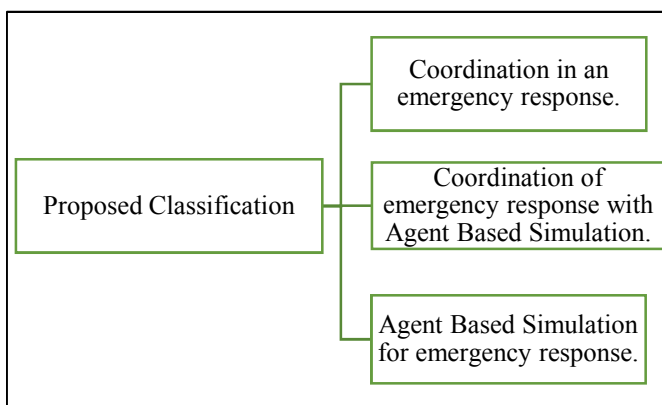 Proposed Classification
Coordination in an
emergency response.
Coordination of
emergency response with
Agent Based Simulation.
Agent Based Simulation
for emergency response.